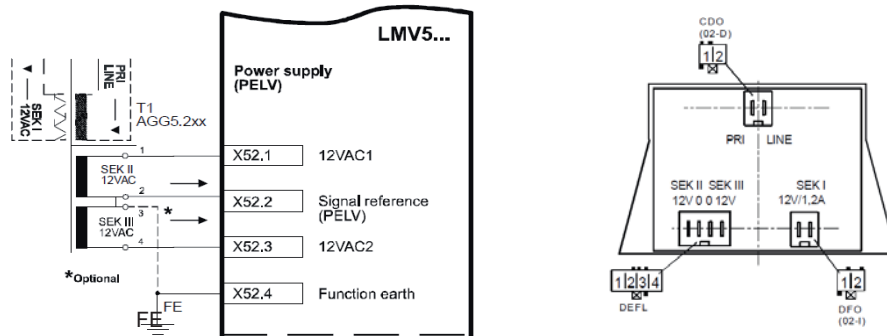 LMV5...
Power supply
(PELV)
SEK I
12VAC
PRI
LINE
T1
AGG5.2xx
1
SEK II
12VAC
2
3
SEK III
12VAC
4
*
*Optional
X52.1
12VAC1
X52.2
Signal reference
(PELV)
X52.3
12VAC2
X52.4
Function earth
FE
FE
CDO
(02-D)
1 2
PRI LINE
SEK II SEK III
12V 0 0 12V
SEK I
12V/1,2A
1 2 3 4
DEFL
1 2
DFO
(02-I)